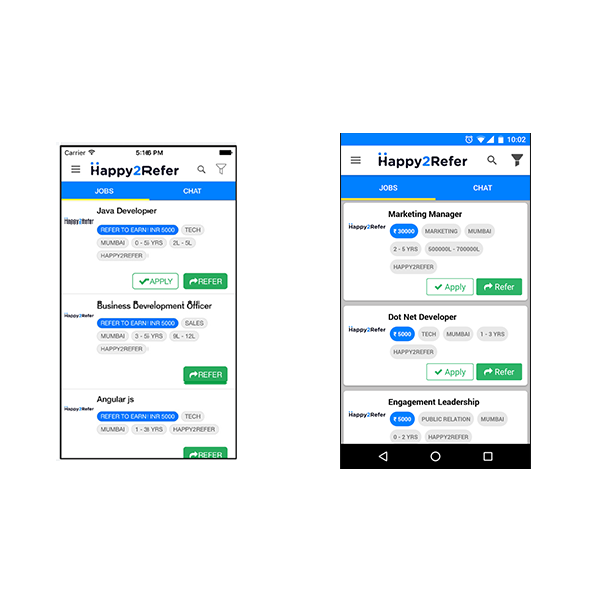 Carrier 5:16 PM
Happy2Refer
JOBS CHAT
Java Developer
Happy2Refer
REFER TO EARN! INR 5000 TECH
MUMBAI 0 - 5 YRS 2L - 5L
HAPPY2REFER
APPLY REFER
Business Development Officer
Happy2Refer
REFER TO EARN! INR 5000 SALES
MUMBAI 3 - 5 YRS 9L - 12L
HAPPY2REFER
REFER
Angular js
Happy2Refer
REFER TO EARN! INR 5000 TECH
MUMBAI 1 - 3 YRS HAPPY2REFER
REFER
10:02
Happy2Refer
JOBS CHAT
Marketing Manager
Happy2Refer
₹ 30000 MARKETING MUMBAI
2 - 5 YRS 500000L - 700000L
HAPPY2REFER
Apply Refer
Dot Net Developer
Happy2Refer
₹ 5000 TECH MUMBAI 1 - 3 YRS
HAPPY2REFER
Apply Refer
Engagement Leadership
Happy2Refer
₹ 5000 PUBLIC RELATION MUMBAI
0 - 2 YRS HAPPY2REFER